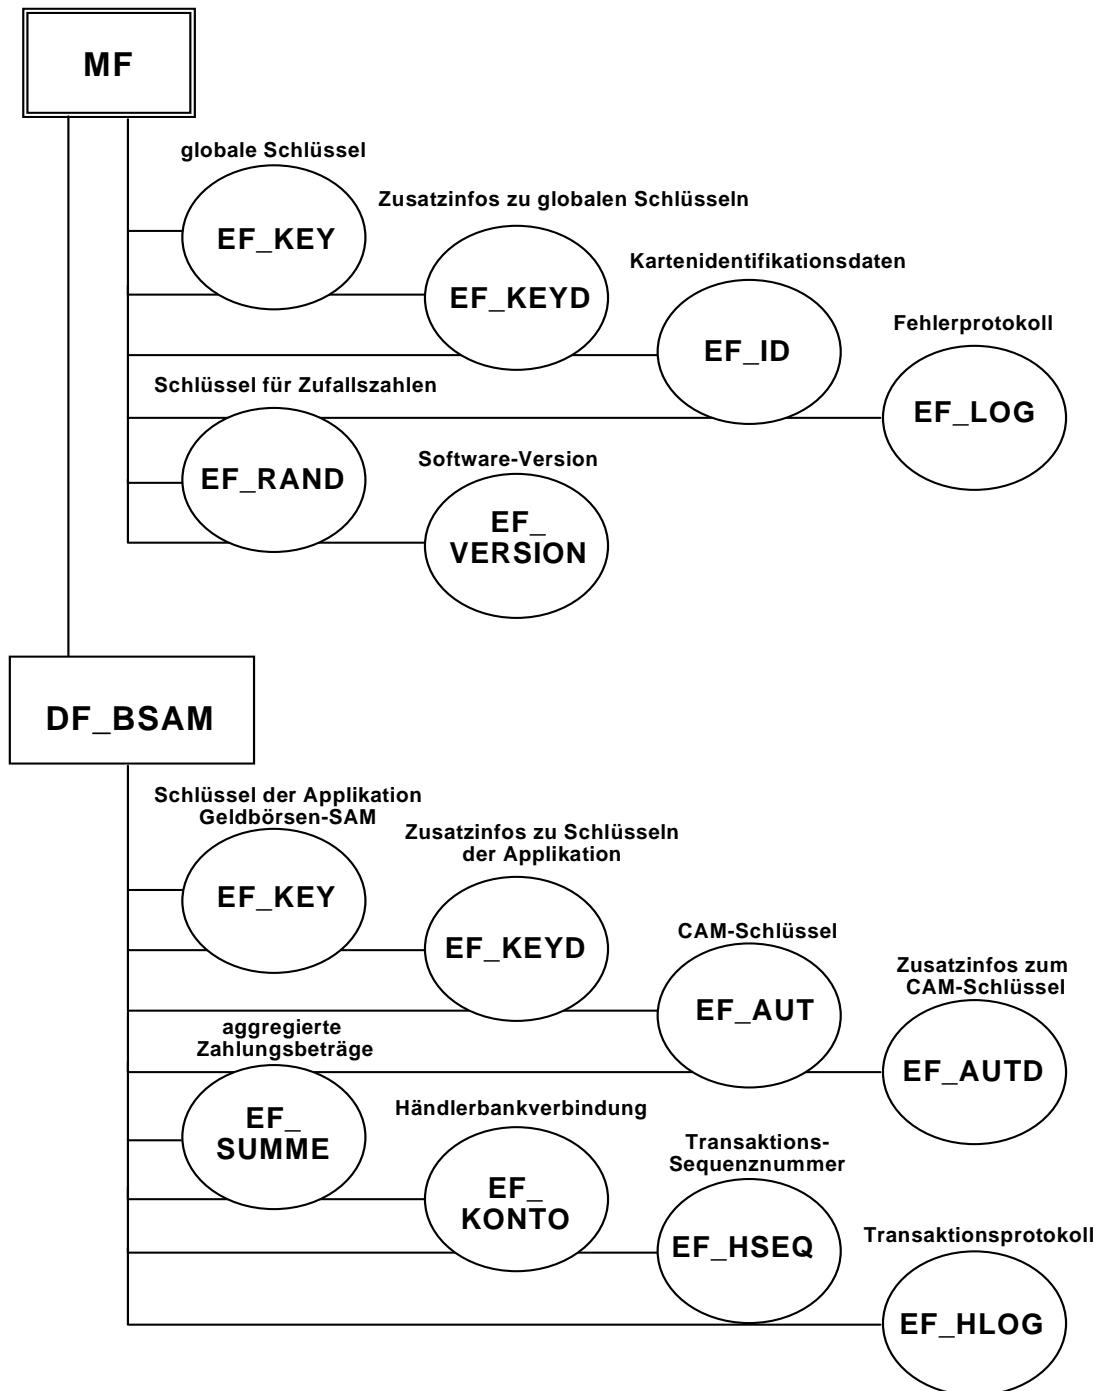 MF
globale Schlüssel
EF_KEY
Zusatzinfos zu globalen Schlüsseln
EF_KEYD
Kartenidentifikationsdaten
EF_ID
Fehlerprotokoll
EF_LOG
Schlüssel für Zufallszahlen
EF_RAND
Software-Version
EF_
VERSION
DF_BSAM
Schlüssel der Applikation
Geldbörsen-SAM
EF_KEY
Zusatzinfos zu Schlüsseln
der Applikation
EF_KEYD
CAM-Schlüssel
EF_AUT
Zusatzinfos zum
CAM-Schlüssel
EF_AUTD
aggregierte
Zahlungsbeträge
EF_
SUMME
Händlerbankverbindung
EF_
KONTO
Transaktions-
Sequenznummer
EF_HSEQ
Transaktionsprotokoll
EF_HLOG